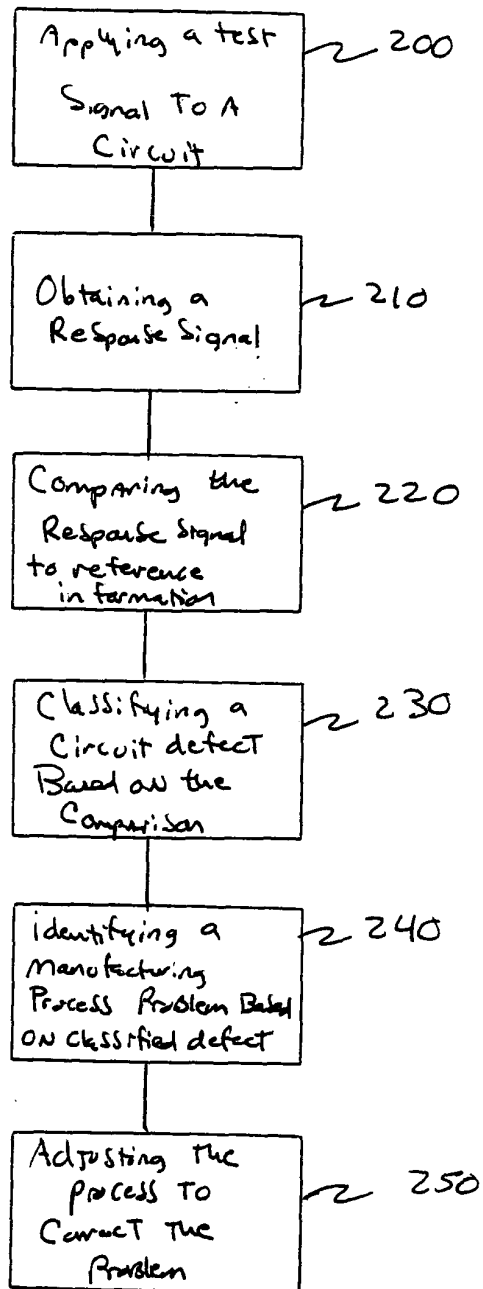 Applying a test
200
Signal To A
Circuit
Obtaining a
210
Response Signal
Comparing the
220
Response Signal
to reference
information
Classifying a
230
Circuit defect
Based on the
Comparison
identifying a
240
Manufacturing
Process Problem Based
on classified defect
Adjusting the
250
process To
Correct The
Problem